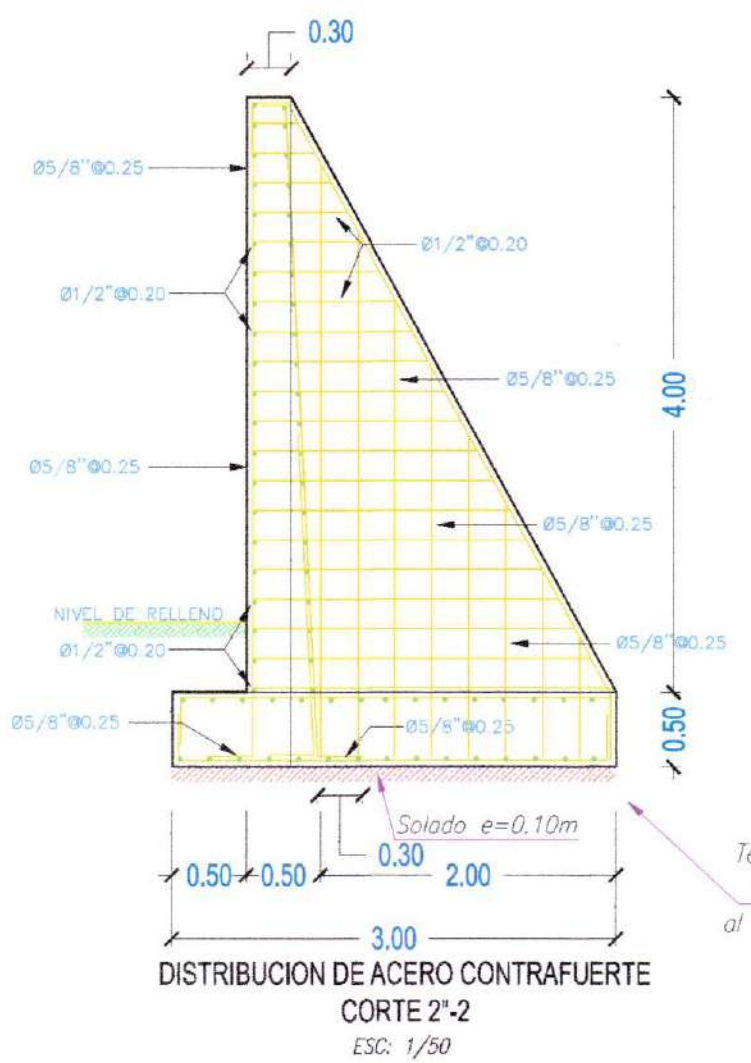 0.30
Ø5/8"@0.25
Ø1/2"@0.20
Ø1/2"@0.20
Ø5/8"@0.25
4.00
Ø5/8"@0.25
Ø5/8"@0.25
NIVEL DE RELLENO
Ø1/2"@0.20
Ø5/8"@0.25
Ø5/8"@0.25
Ø5/8"@0.25
0.50
Solado e=0.10m
0.30
0.50
0.50
2.00
al
3.00
DISTRIBUCION DE ACERO CONTRAFUERTE
CORTE 2"-2
ESC: 1/50